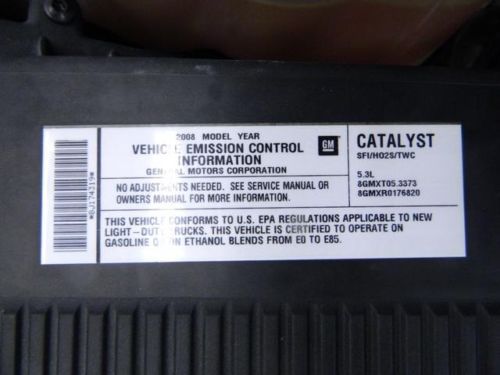 2008 MODEL YEAR
VEHICLE EMISSION CONTROL
INFORMATION
GENERAL MOTORS CORPORATION
GM
CATALYST
SFI/HO2S/TWC
5.3L
8GMXT05.3373
8GMXR0176820
NO ADJUSTMENTS NEEDED. SEE SERVICE MANUAL OR
OWNERS MANUAL FOR MORE INFORMATION.
THIS VEHICLE CONFORMS TO U.S. EPA REGULATIONS APPLICABLE TO NEW
LIGHT-DUTY TRUCKS. THIS VEHICLE IS CERTIFIED TO OPERATE ON
GASOLINE OR ON ETHANOL BLENDS FROM E0 TO E85.
*BJ174319*